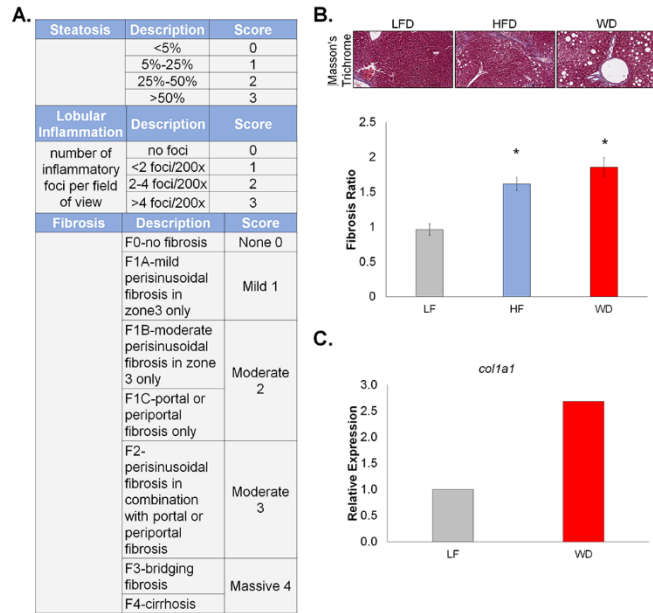 A.
Steatosis Description Score
<5% 0
5%-25% 1
25%-50% 2
>50% 3
Lobular
Inflammation
Description Score
number of
inflammatory
foci per field
of view
no foci 0
<2 foci/200x 1
2-4 foci/200x 2
>4 foci/200x 3
Fibrosis Description Score
F0-no fibrosis None 0
F1A-mild
perisinusoidal
fibrosis in
zone3 only
Mild 1
F1B-moderate
perisinusoidal
fibrosis in zone
3 only
F1C-portal or
periportal
fibrosis only
Moderate
2
F2-
perisinusoidal
fibrosis in
combination
with portal or
periportal
fibrosis
Moderate
3
F3-bridging
fibrosis
F4-cirrhosis
Massive 4
B.
LFD HFD WD
Masson's
Trichrome
Fibrosis Ratio
2.5
2
1.5
1
0.5
0
* *
LF HF WD
C.
col1a1
Relative Expression
3.0
2.5
2.0
1.5
1.0
0.5
0.0
LF WD